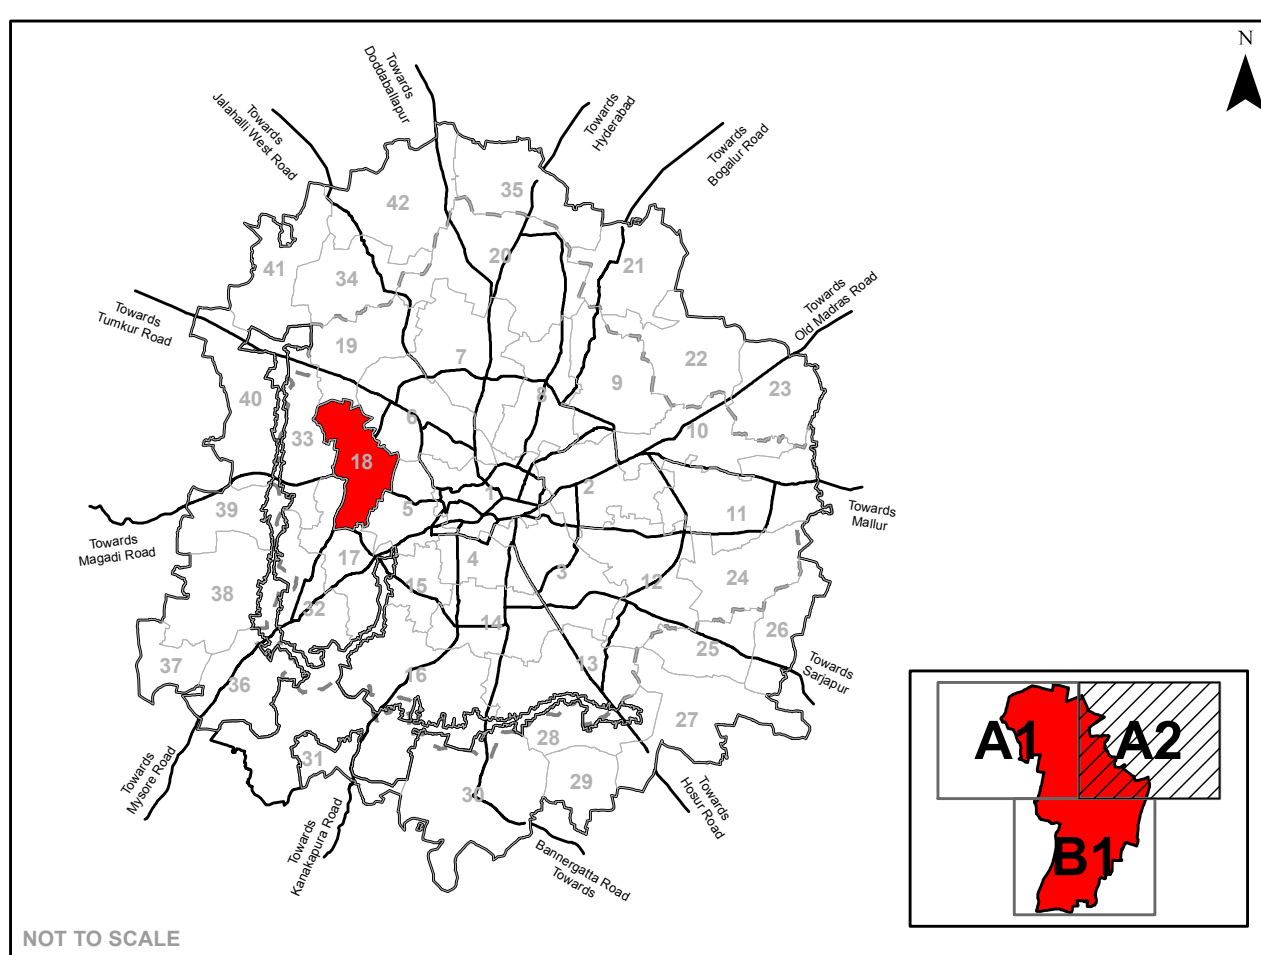 N
Towards
Doddaballapur
Towards
Jalahalli West Road
Towards
Hyderabad
Towards
Bogalur Road
35
42
20
41
34
21
Towards
Old Madras Road
Towards
Tumkur Road
19
7
22
9
23
40
8
6
33
10
18
2
1
39
5
11
Towards
Mallur
Towards
Magadi Road
17
4
3
15
12
24
38
32
14
26
25
37
36
16
13
Towards
Sarjapur
27
28
31
29
30
Towards
Mysore Road
Towards
Kanakapura Road
Towards
Hosur Road
Bannergatta Road
Towards
A1
A2
B1
NOT TO SCALE